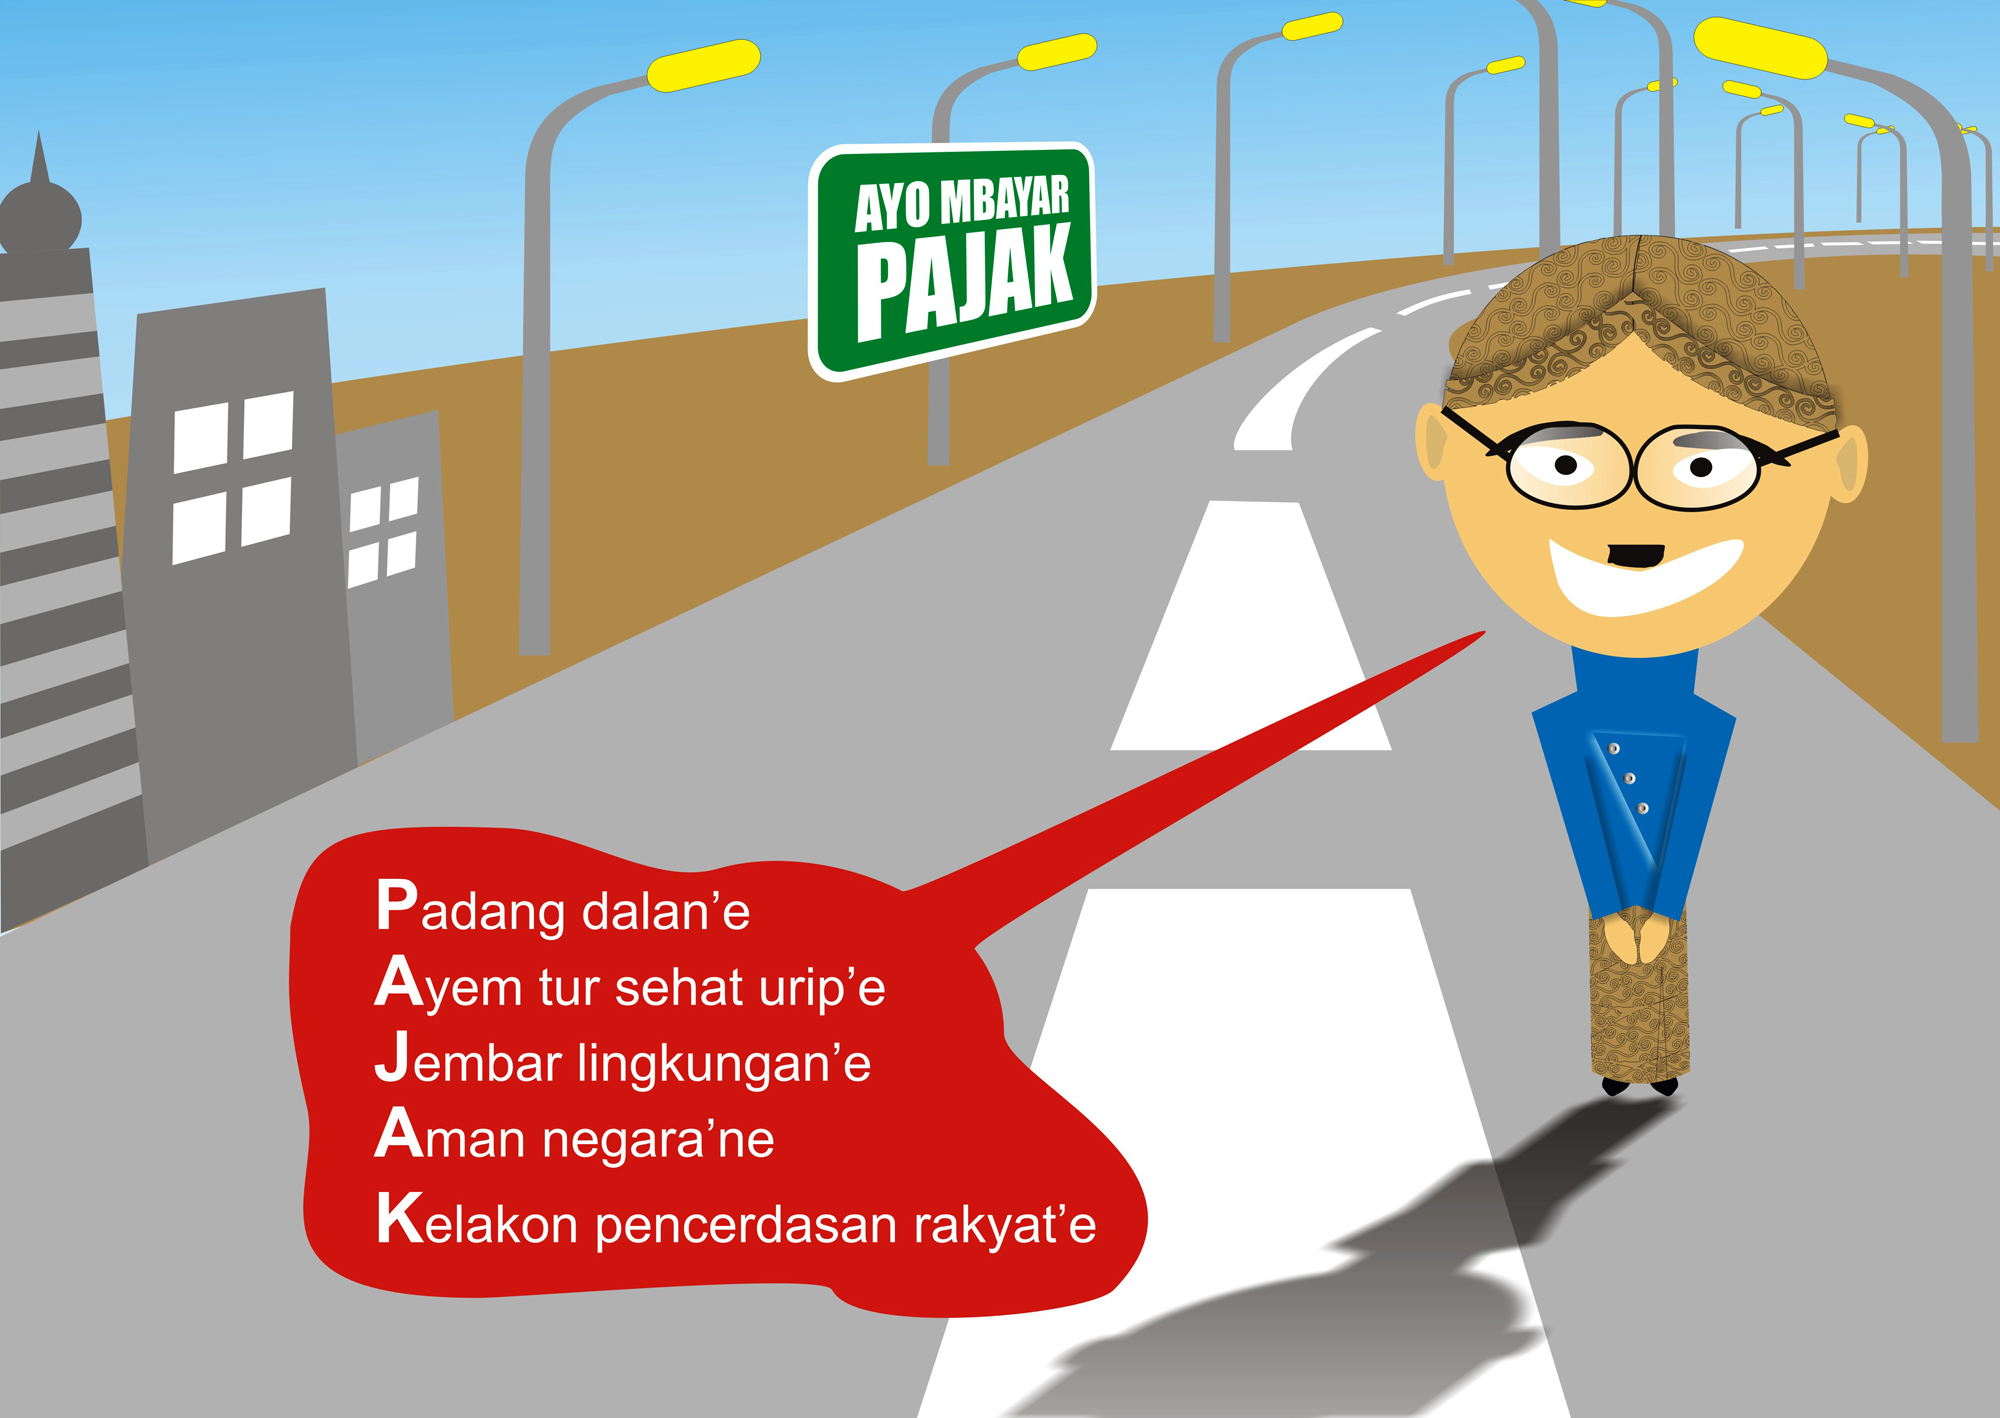 AYO MBAYAR
PAJAK
Padang dalan’e
Ayem tur sehat urip’e
Jembar lingkungan’e
Aman negara’ne
Kelakon pencerdasan rakyat’e